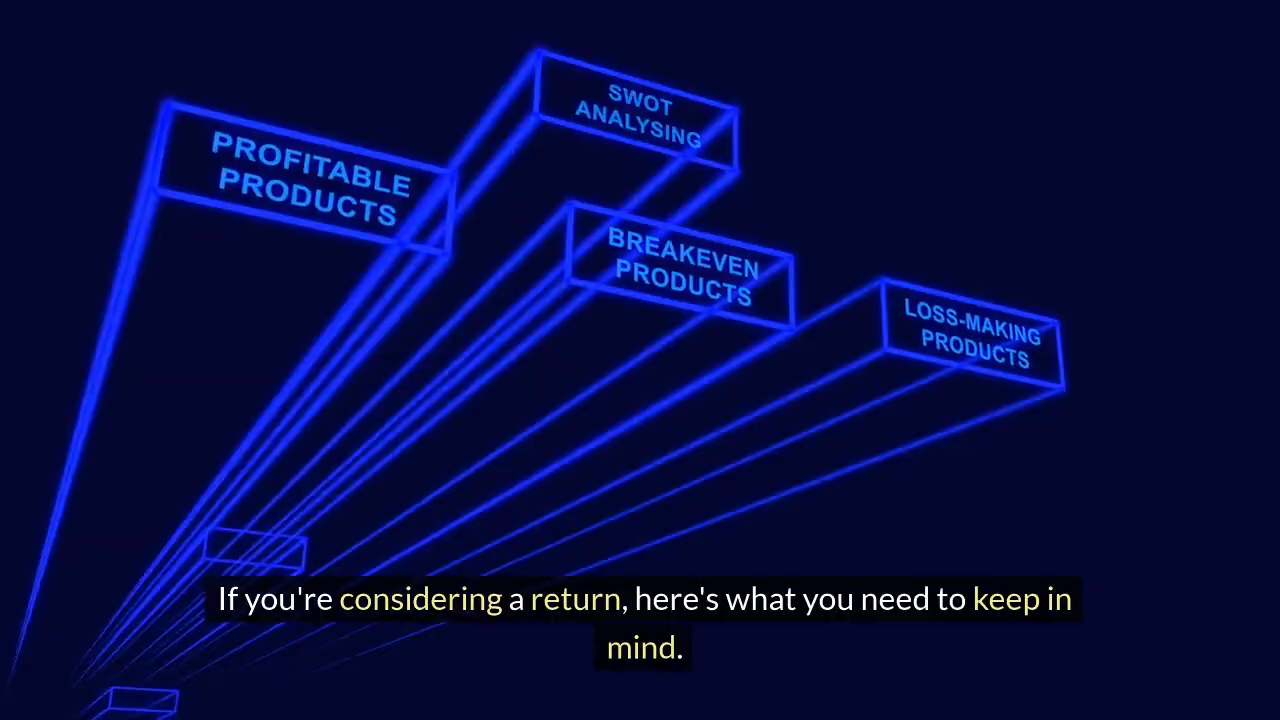 SWOT
ANALYSING
PROFITABLE
PRODUCTS
BREAKEVEN
PRODUCTS
LOSS-MAKING
PRODUCTS
If you're considering a return, here's what you need to keep in
mind.